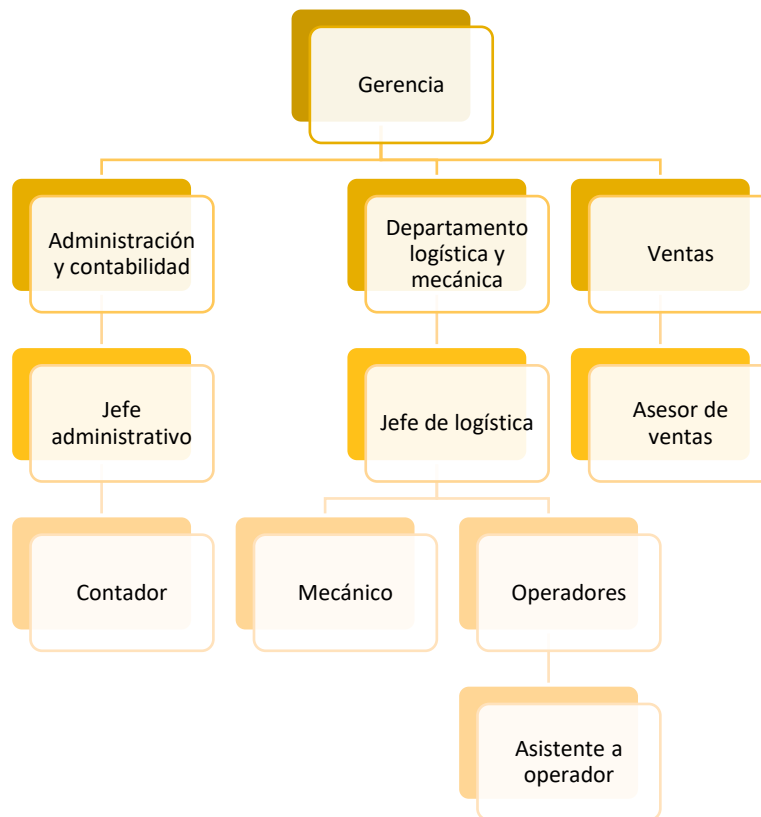 Gerencia
Administración
y contabilidad
Departamento
logística y
mecánica
Ventas
Jefe
administrativo
Jefe de logística
Asesor de
ventas
Contador
Mecánico
Operadores
Asistente a
operador